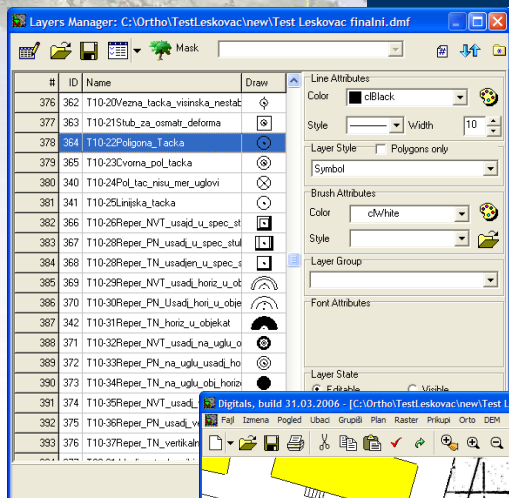 Layers Manager: C:\Ortho\TestLeskovac\new\Test Leskovac finalni.dmf
Mask
# ID Name Draw
376 362 T10-20Vezna_tacka_visinska_nestab
377 363 T10-21Stub_za_osmatr_deforma
378 364 T10-22Poligona_Tacka
379 365 T10-23Cvorna_pol_tacka
380 340 T10-24Pol_tac_nisu_mer_uglovi
381 341 T10-25Linijska_tacka
382 366 T10-26Reper_NVT_usajd_u_spec_st
383 367 T10-28Reper_PN_usadj_u_spec_stul
384 368 T10-28Reper_TN_usadjen_u_spec_s
385 369 T10-29Reper_NVT_usadj_horiz_u_ot
386 370 T10-30Reper_PN_Usadj_hori_u_obje
387 342 T10-31Reper_TN_horiz_u_objekat
388 371 T10-32Reper_NVT_usadj_na_uglu_o
389 372 T10-33Reper_PN_na_uglu_usadj_ho
390 373 T10-34Reper_TN_na_uglu_obj_horiz
391 374 T10-35Reper_NVT_usadj_
392 375 T10-36Reper_PN_usadj_ve
393 376 T10-37Reper_TN_vertikaln
Line Attributes
Color clBlack
Style Width 10
Layer Style Polygons only
Symbol
Brush Attributes
Color clWhite
Style
Layer Group
Font Attributes
Layer State
Editable Visible
Digitals, build 31.03.2006 - [C:\Ortho\TestLeskovac\new\Test L
Fajl Izmena Pogled Ubaci Grupiši Plan Raster Prikupi Orto DEM